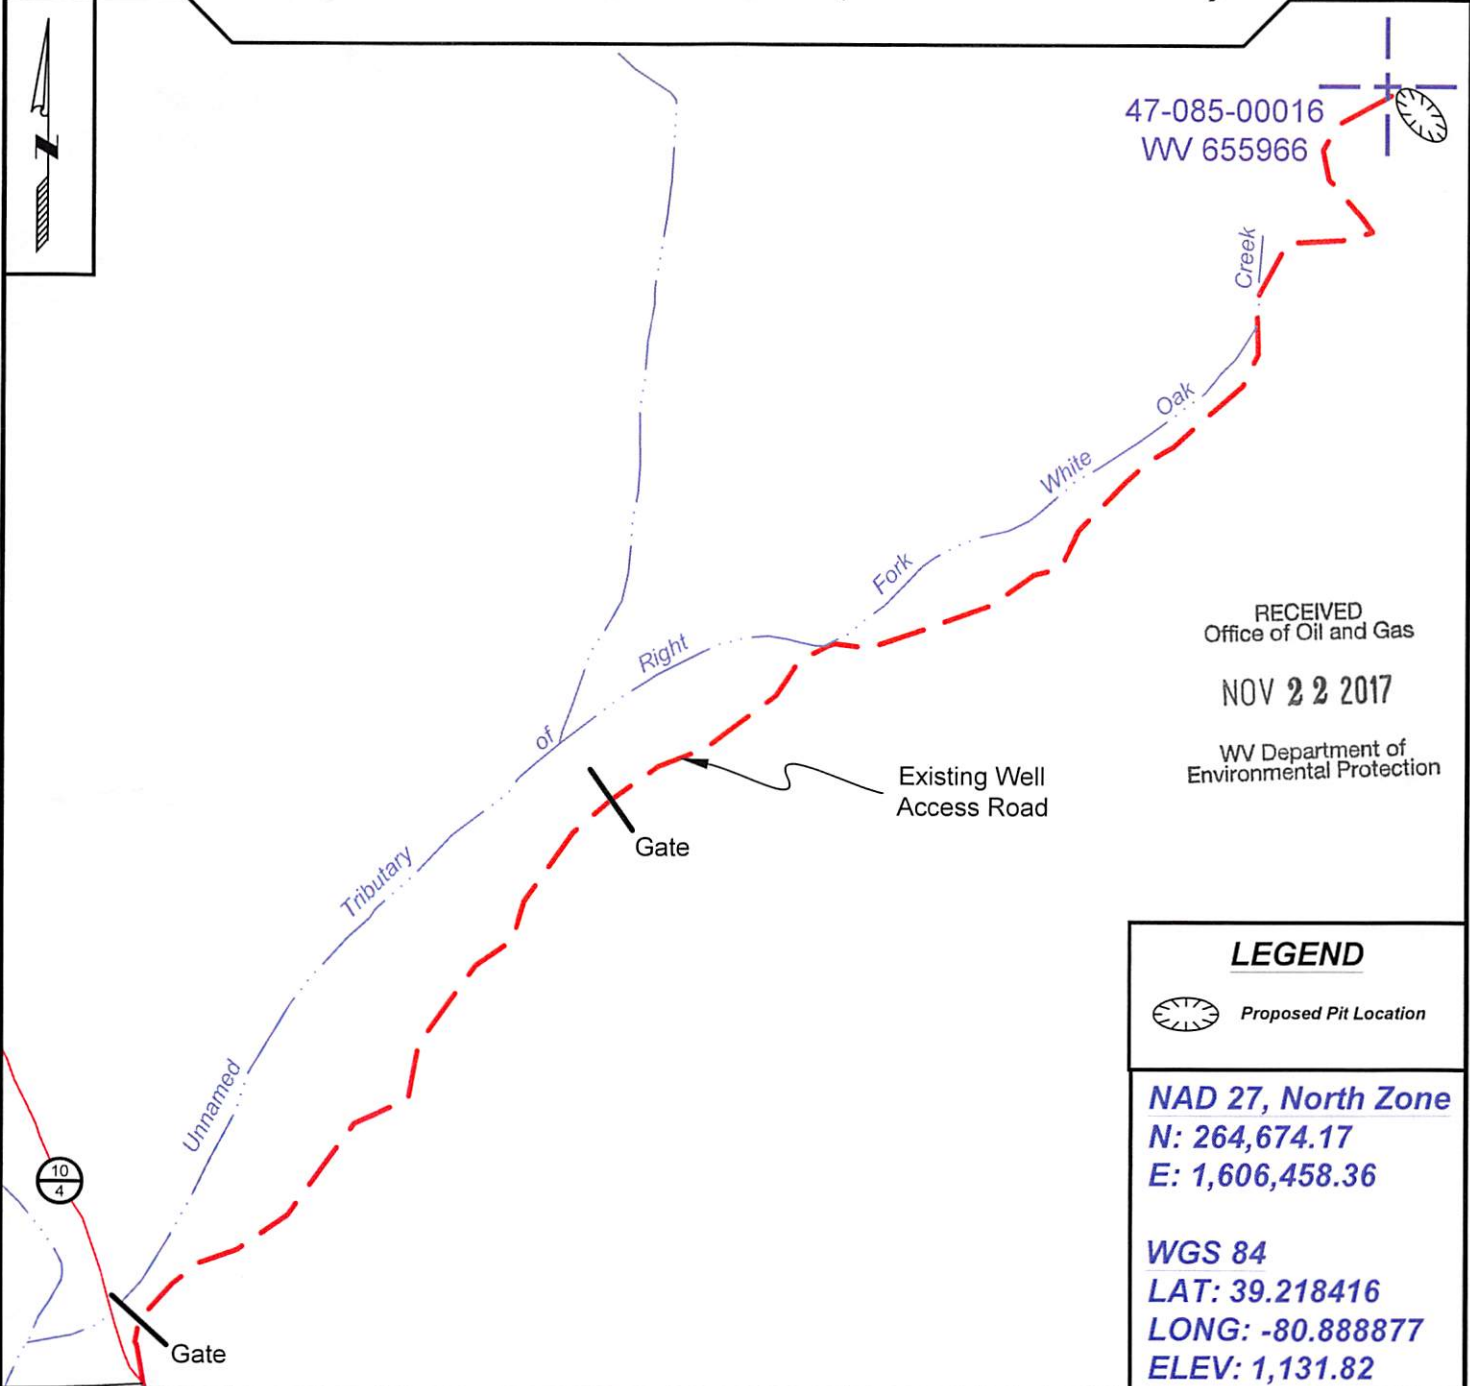 N
47-085-00016
WV 655966
Creek
Oak
White
Fork
Right
of
Tributary
Unnamed
RECEIVED
Office of Oil and Gas
NOV 22 2017
WV Department of
Environmental Protection
Existing Well
Access Road
Gate
10
4
Gate
LEGEND
Proposed Pit Location
NAD 27, North Zone
N: 264,674.17
E: 1,606,458.36
WGS 84
LAT: 39.218416
LONG: -80.888877
ELEV: 1,131.82